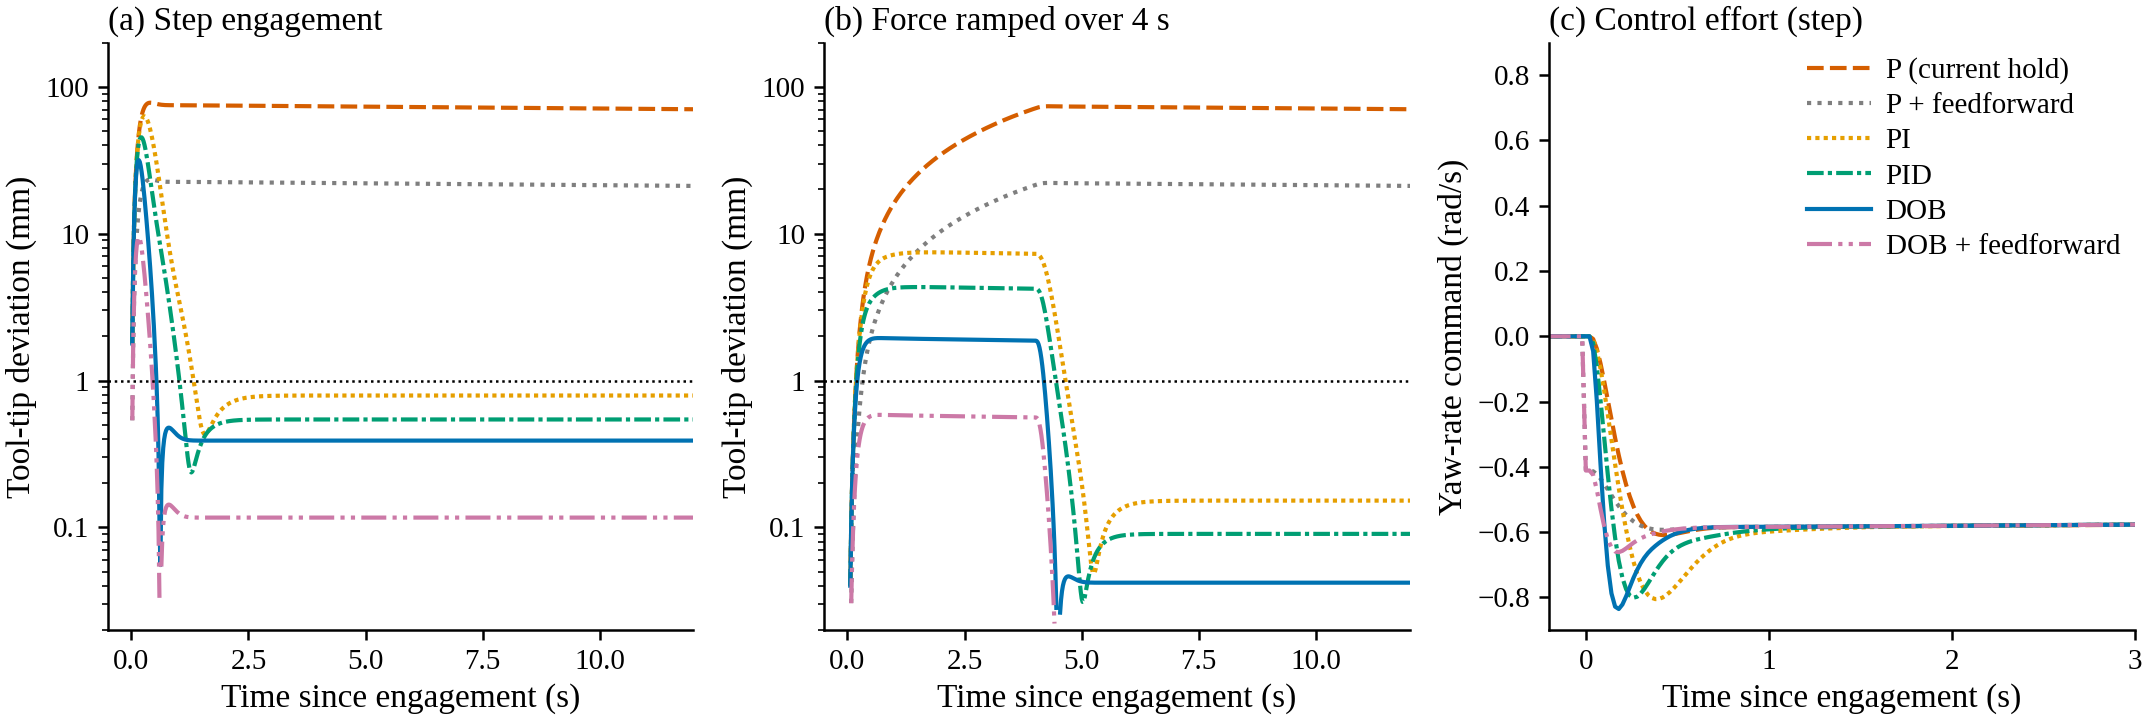 (a) Step engagement
Tool-tip deviation (mm)
100
10
1
0.1
0.0 2.5 5.0 7.5 10.0
Time since engagement (s)
(b) Force ramped over 4 s
Tool-tip deviation (mm)
100
10
1
0.1
0.0 2.5 5.0 7.5 10.0
Time since engagement (s)
(c) Control effort (step)
Yaw-rate command (rad/s)
0.8
0.6
0.4
0.2
0.0
−0.2
−0.4
−0.6
−0.8
0 1 2 3
Time since engagement (s)
P (current hold)
P + feedforward
PI
PID
DOB
DOB + feedforward